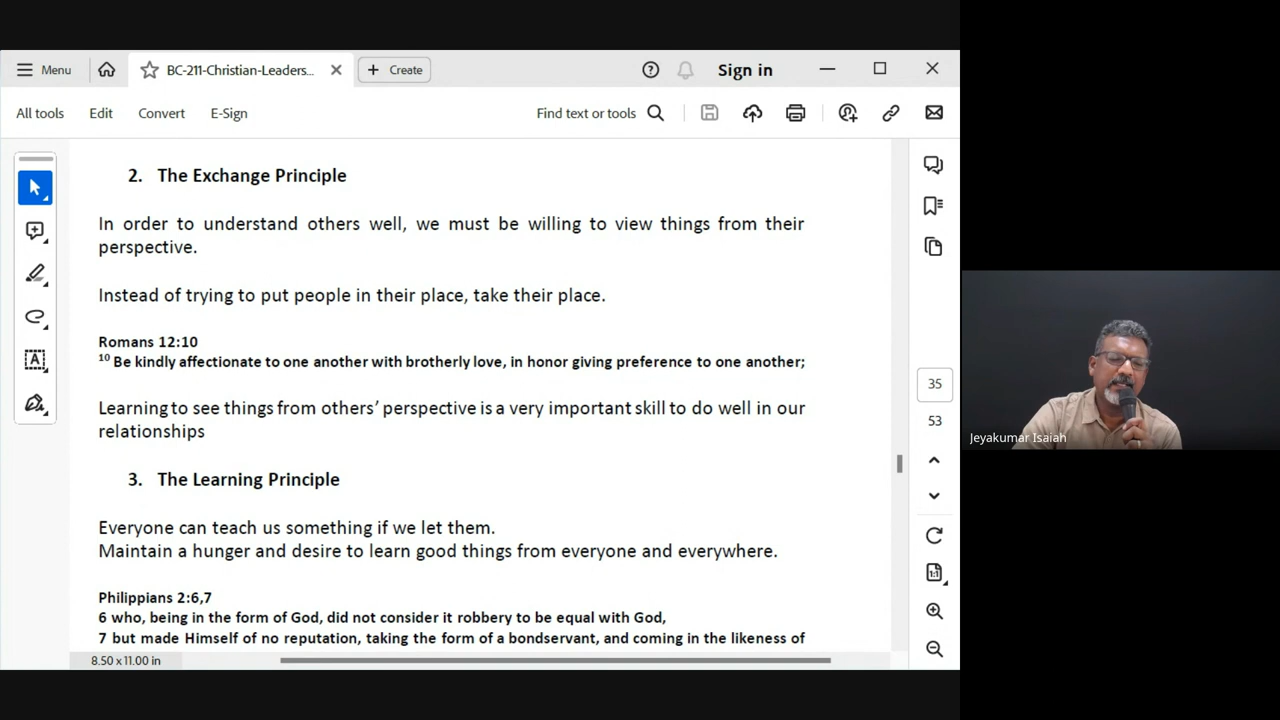 Menu
BC-211-Christian-Leaders...
Create
Sign in
All tools
Edit
Convert
E-Sign
Find text or tools
2. The Exchange Principle
In order to understand others well, we must be willing to view things from their
perspective.
Instead of trying to put people in their place, take their place.
Romans 12:10
10 Be kindly affectionate to one another with brotherly love, in honor giving preference to one another;
Learning to see things from others' perspective is a very important skill to do well in our
relationships
3. The Learning Principle
Everyone can teach us something if we let them.
Maintain a hunger and desire to learn good things from everyone and everywhere.
Philippians 2:6,7
6 who, being in the form of God, did not consider it robbery to be equal with God,
7 but made Himself of no reputation, taking the form of a bondservant, and coming in the likeness of
8.50 x 11.00 in
35
53
1:1
Jeyakumar Isaiah